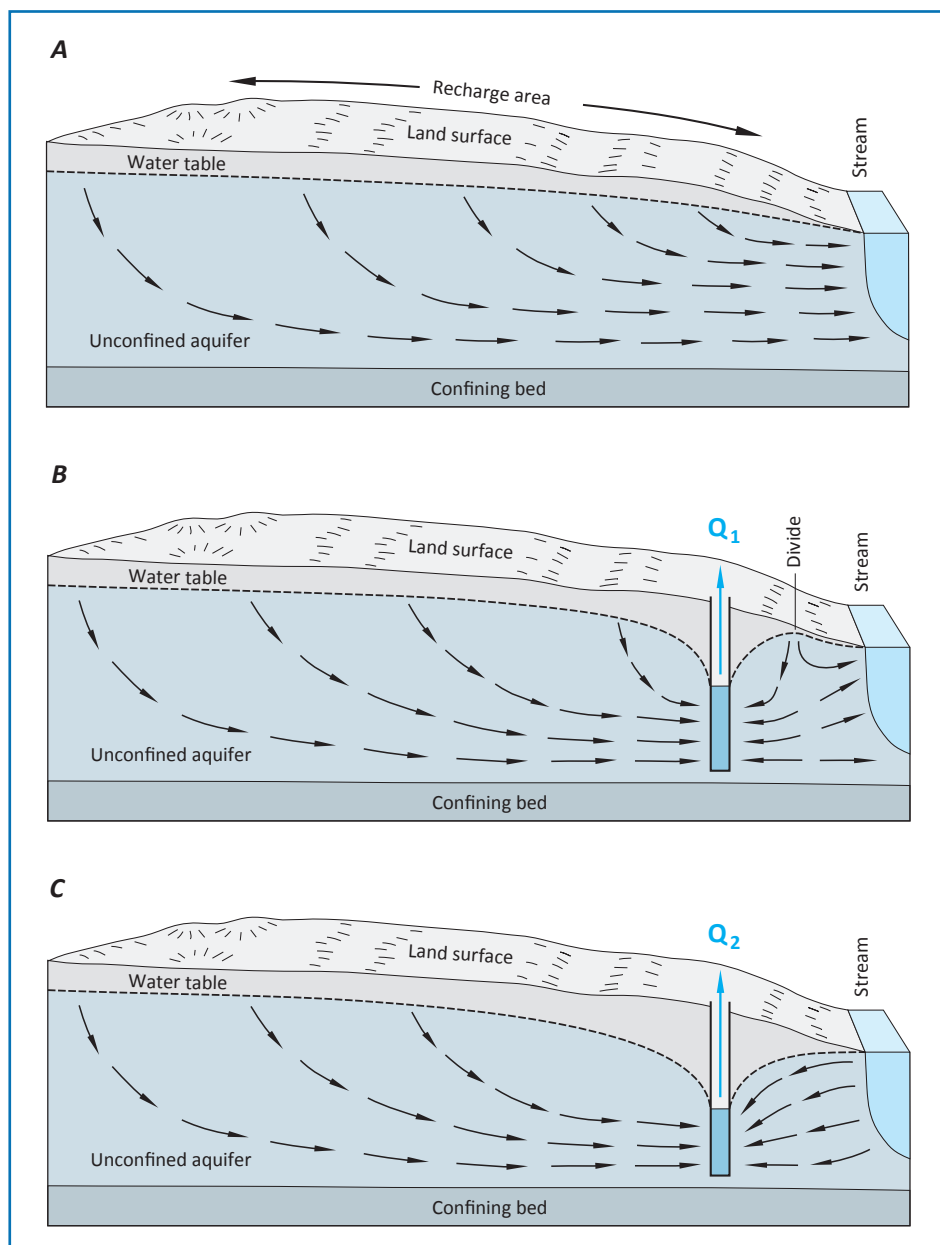 A
Recharge area
Land surface
Stream
Water table
Unconfined aquifer
Confining bed
B
Q1
Divide
Stream
Land surface
Water table
Unconfined aquifer
Confining bed
C
Q2
Stream
Land surface
Water table
Unconfined aquifer
Confining bed